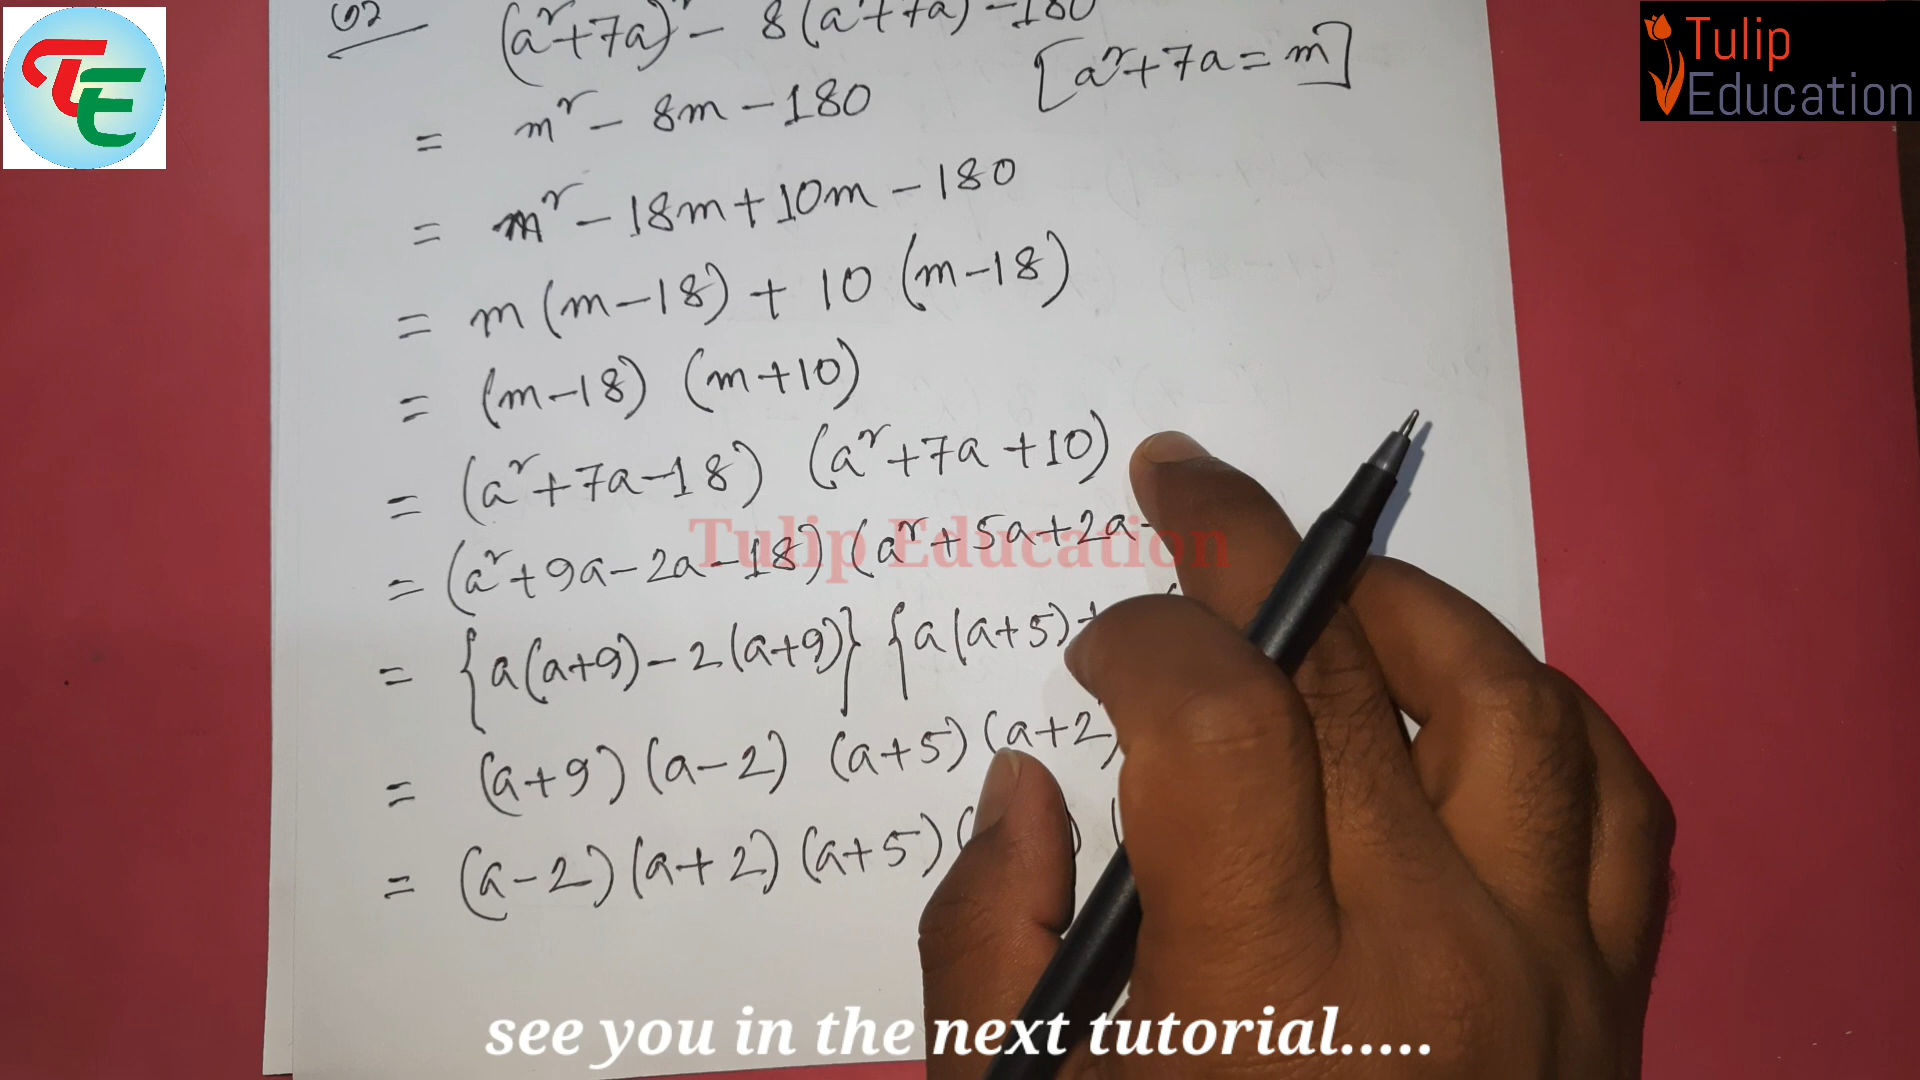 ৩২
(a²+7a)² - 8(a²+7a) -180
[a²+7a = m]
= m² - 8m - 180
= m² - 18m + 10m - 180
= m(m-18) + 10(m-18)
= (m-18) (m+10)
= (a²+7a-18) (a²+7a+10)
= (a²+9a-2a-18) (a²+5a+2a
= {a(a+9)-2(a+9)} {a(a+5)+
= (a+9) (a-2) (a+5) (a+2)
= (a-2) (a+2) (a+5) (
TE
Tulip
Education
Tulip Education
see you in the next tutorial.....